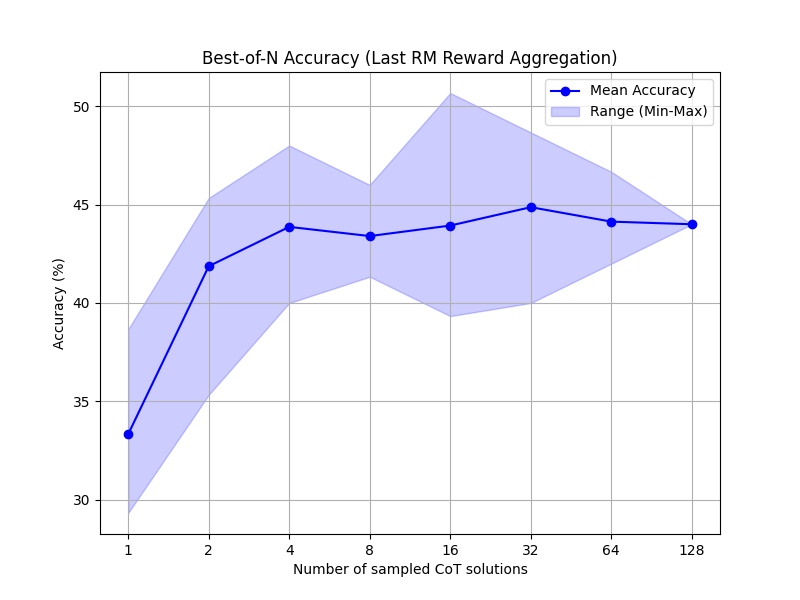 Best-of-N Accuracy (Last RM Reward Aggregation)
Mean Accuracy
Range (Min-Max)
50
45
40
35
30
Accuracy (%)
1 2 4 8 16 32 64 128
Number of sampled CoT solutions